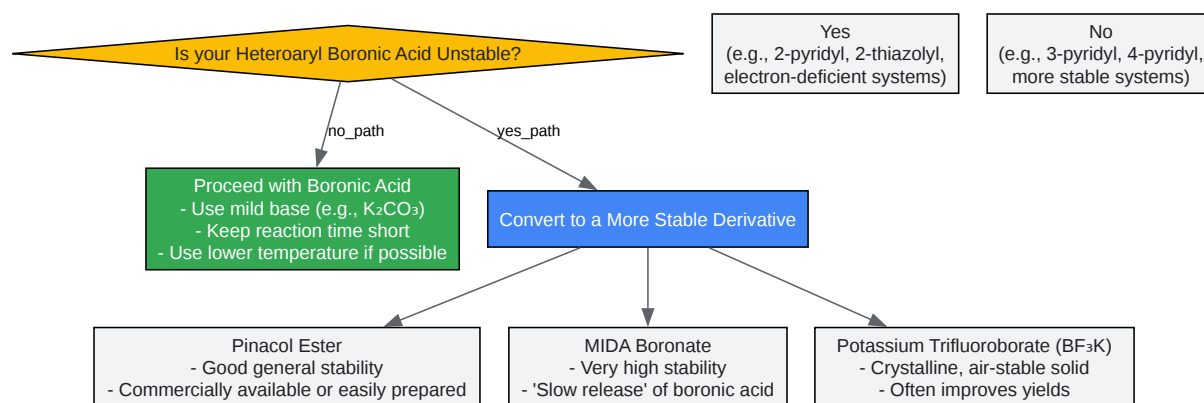 Is your Heteroaryl Boronic Acid Unstable?
Yes
(e.g., 2-pyridyl, 2-thiazolyl,
electron-deficient systems)
No
(e.g., 3-pyridyl, 4-pyridyl,
more stable systems)
no_path
yes_path
Proceed with Boronic Acid
- Use mild base (e.g., K₂CO₃)
- Keep reaction time short
- Use lower temperature if possible
Convert to a More Stable Derivative
Pinacol Ester
- Good general stability
- Commercially available or easily prepared
MIDA Boronate
- Very high stability
- 'Slow release' of boronic acid
Potassium Trifluoroborate (BF₃K)
- Crystalline, air-stable solid
- Often improves yields